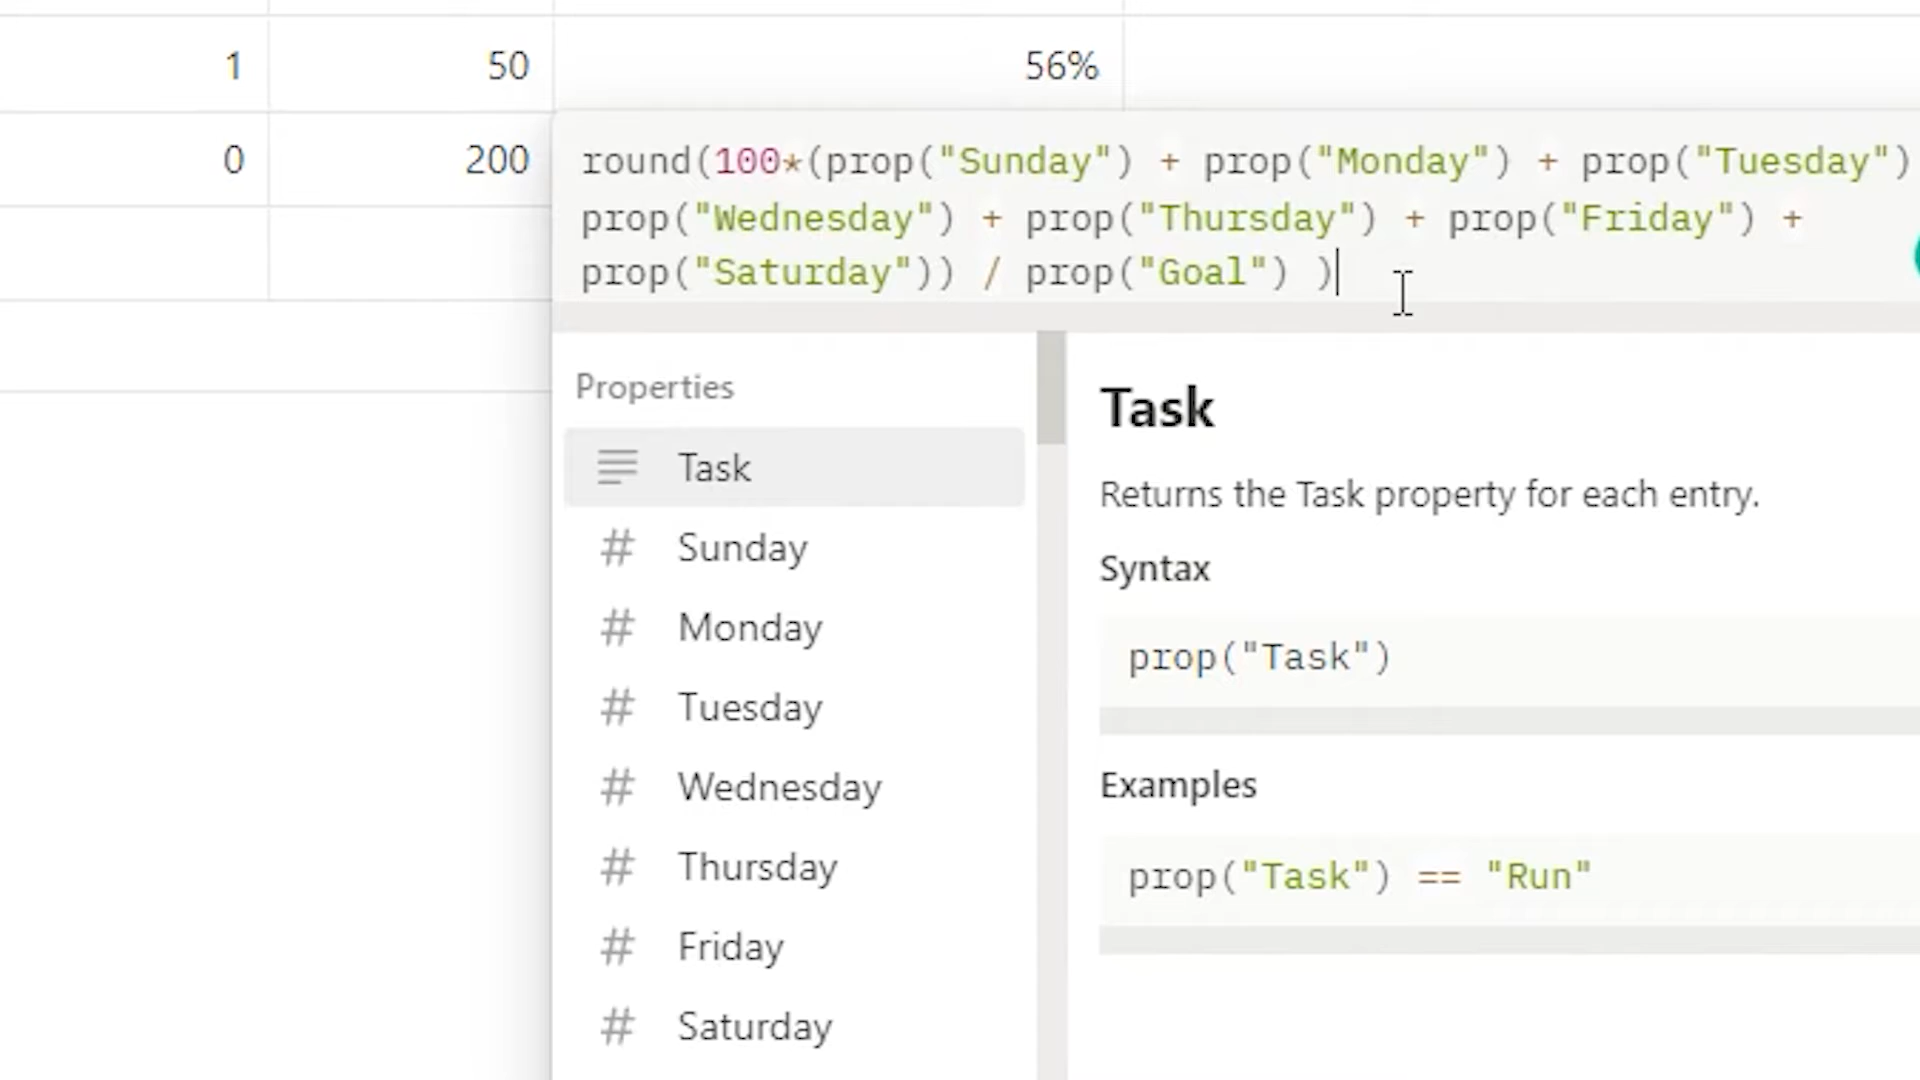 1 50 56%
0 200
round(100*(prop("Sunday") + prop("Monday") + prop("Tuesday")
prop("Wednesday") + prop("Thursday") + prop("Friday") +
prop("Saturday")) / prop("Goal") )
Properties
Task
Sunday
Monday
Tuesday
Wednesday
Thursday
Friday
Saturday
Task
Returns the Task property for each entry.
Syntax
prop("Task")
Examples
prop("Task") == "Run"